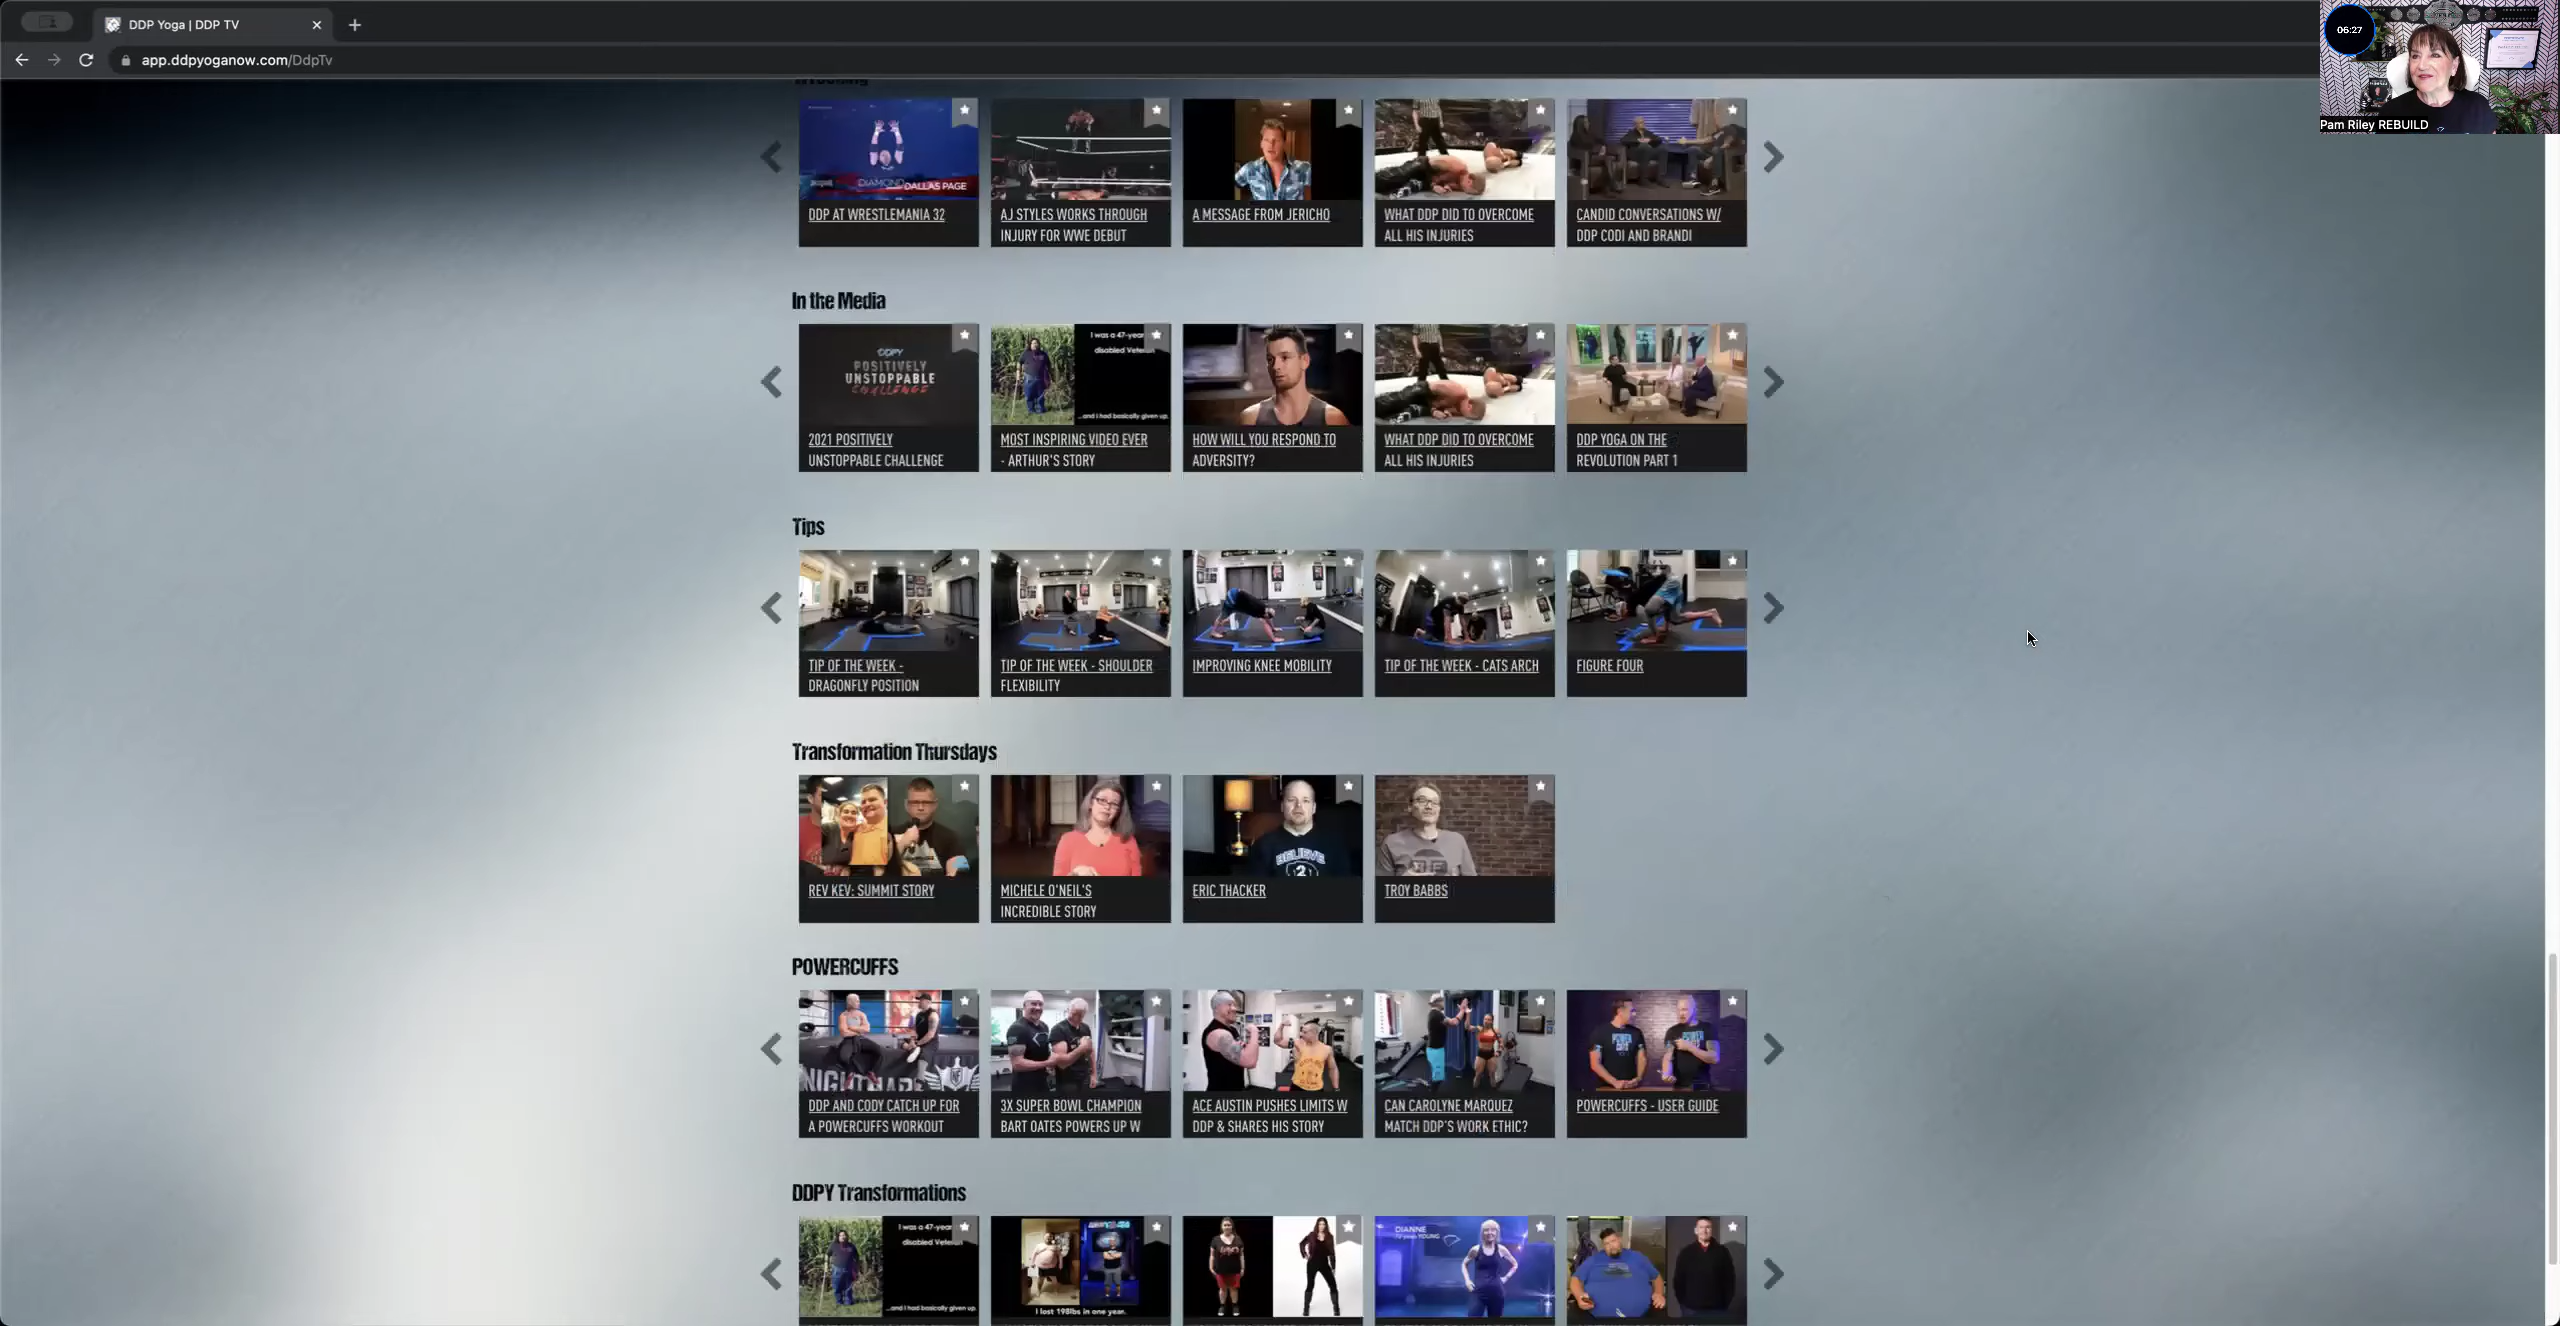 DDP Yoga | DDP TV
app.ddpyoganow.com/DdpTv
06:27
Pam Riley REBUILD
DIAMOND DALLAS PAGE
DDP AT WRESTLEMANIA 32
AJ STYLES WORKS THROUGH
INJURY FOR WWE DEBUT
A MESSAGE FROM JERICHO
WHAT DDP DID TO OVERCOME
ALL HIS INJURIES
CANDID CONVERSATIONS W/
DDP CODI AND BRANDI
In the Media
DDPY
POSITIVELY
UNSTOPPABLE
CHALLENGE
2021 POSITIVELY
UNSTOPPABLE CHALLENGE
I was a 47-year
disabled Veteran
...and I had basically given up.
MOST INSPIRING VIDEO EVER
- ARTHUR'S STORY
HOW WILL YOU RESPOND TO
ADVERSITY?
WHAT DDP DID TO OVERCOME
ALL HIS INJURIES
DDP YOGA ON THE
REVOLUTION PART 1
Tips
TIP OF THE WEEK -
DRAGONFLY POSITION
TIP OF THE WEEK - SHOULDER
FLEXIBILITY
IMPROVING KNEE MOBILITY
TIP OF THE WEEK - CATS ARCH
FIGURE FOUR
Transformation Thursdays
REV KEV: SUMMIT STORY
MICHELE O'NEIL'S
INCREDIBLE STORY
BELIEVE
2
ERIC THACKER
TROY BABBS
POWERCUFFS
NIGHTMARE
DDP AND CODY CATCH UP FOR
A POWERCUFFS WORKOUT
3X SUPER BOWL CHAMPION
BART OATES POWERS UP W
ACE AUSTIN PUSHES LIMITS W
DDP & SHARES HIS STORY
CAN CAROLYNE MARQUEZ
MATCH DDP'S WORK ETHIC?
POWERCUFFS - USER GUIDE
DDPY Transformations
I was a 47-year
disabled Veteran
...and I had basically given up.
I lost 198lbs in one year.
DIANNE
YOUNG